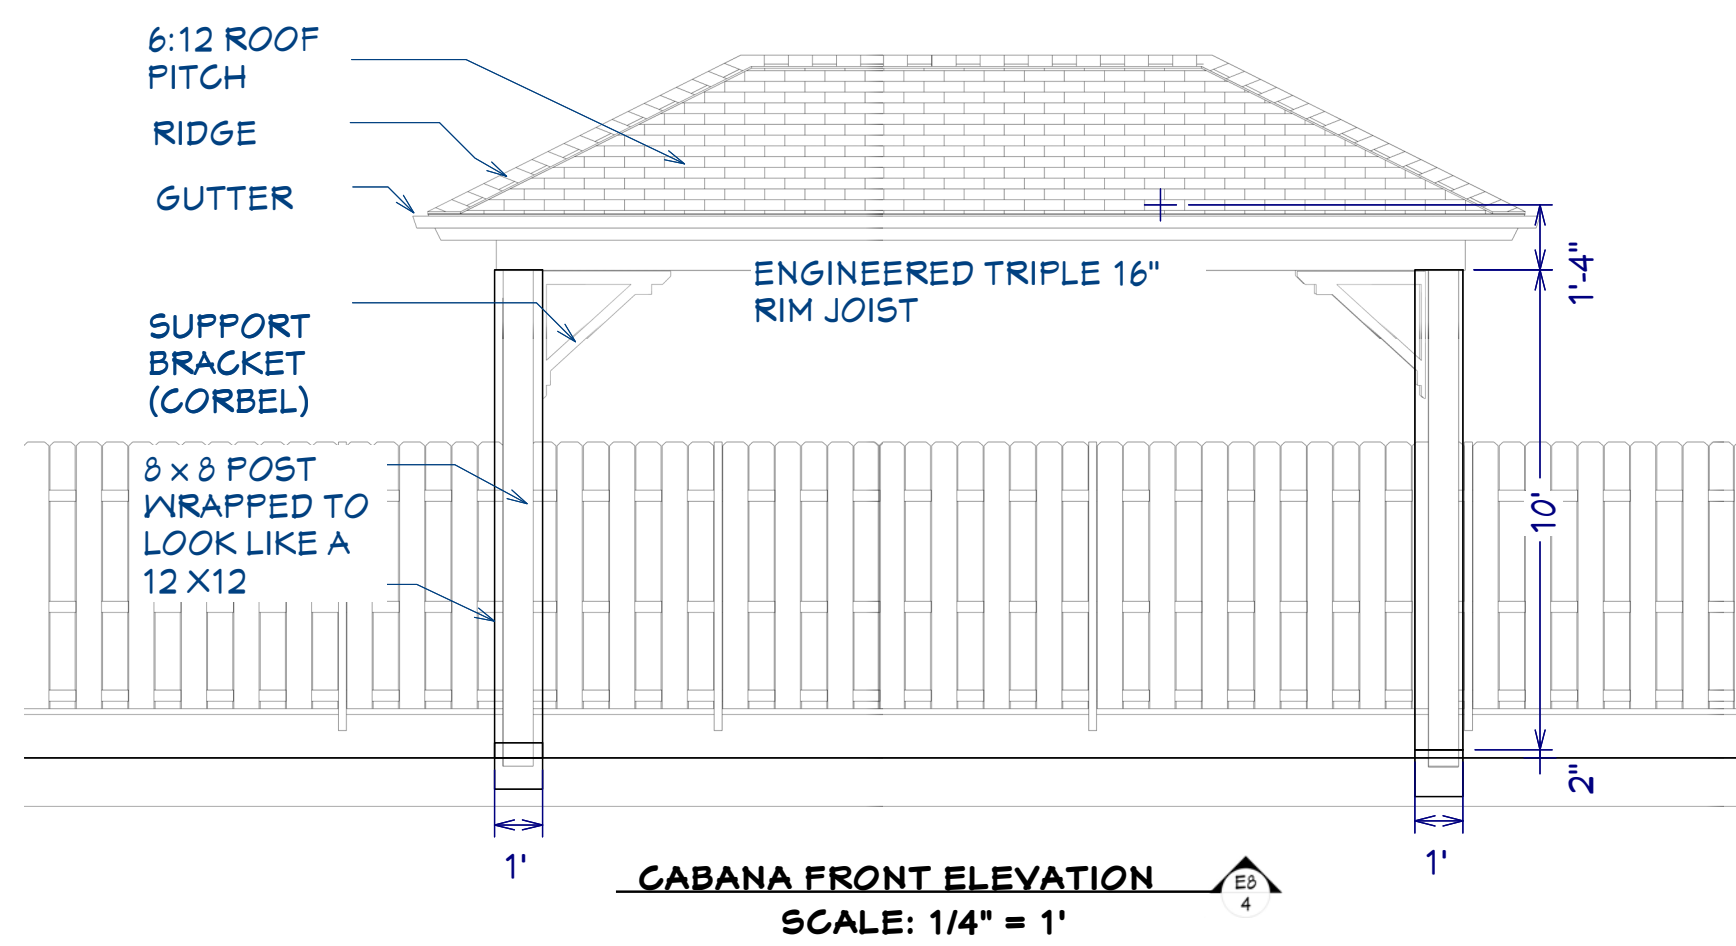 6:12 ROOF
PITCH
RIDGE
GUTTER
SUPPORT
BRACKET
(CORBEL)
8 x 8 POST
WRAPPED TO
LOOK LIKE A
12 X12
ENGINEERED TRIPLE 16"
RIM JOIST
1'-4"
10'
2"
1'
1'
CABANA FRONT ELEVATION
E8
4
SCALE: 1/4" = 1'